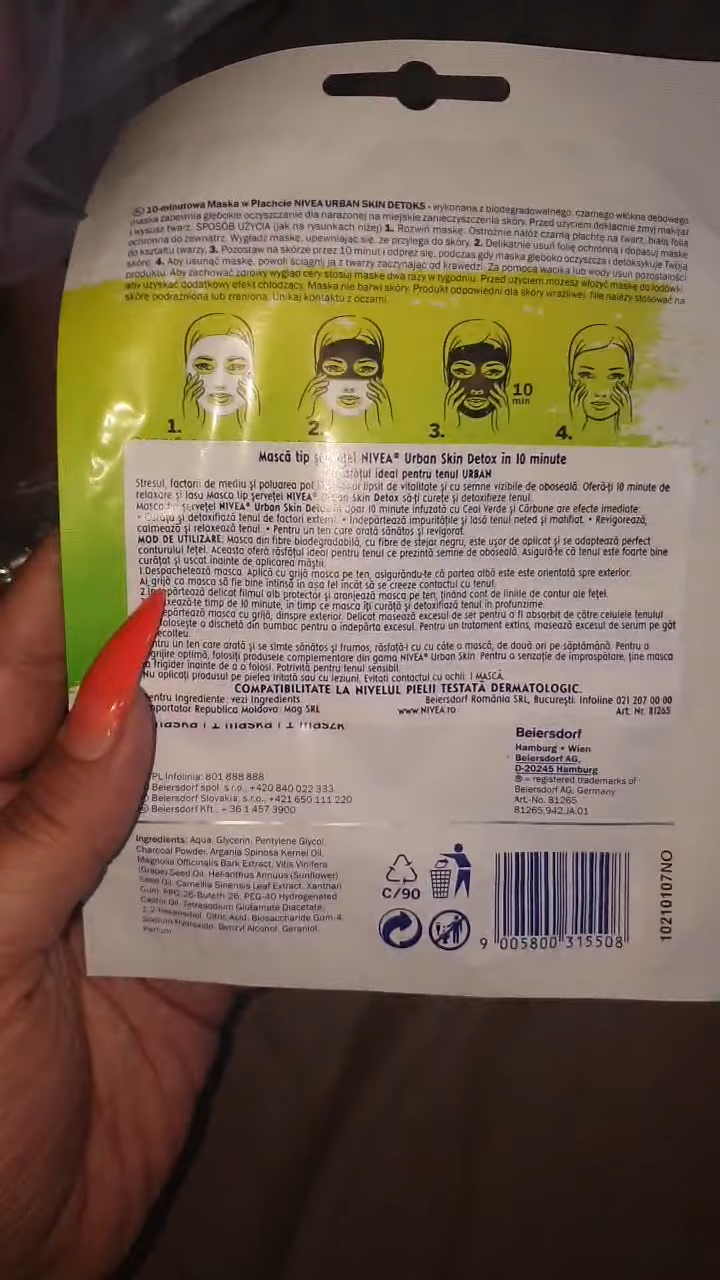 10-minutowa Maska w Płachcie NIVEA URBAN SKIN DETOKS - wykonana z biodegradowalnego, czarnego włókna dębowego
maska zapewnia głębokie oczyszczanie dla narażonej na miejskie zanieczyszczenia skóry. Przed użyciem dokładnie zmyj makijaż
i wysusz twarz. SPOSÓB UŻYCIA (jak na rysunkach niżej) 1. Rozwiń maskę. Ostrożnie nałóż czarną płachtę na twarz, białą folią
ochronną do zewnątrz. Wygładź maskę, upewniając się, że przylega do skóry. 2. Delikatnie usuń folię ochronną i dopasuj maskę
do kształtu twarzy. 3. Pozostaw na skórze przez 10 minut i odpręż się, podczas gdy maska głęboko oczyszcza i detoksykuje Twoją
skórę. 4. Aby usunąć maskę, powoli ściągnij ją z twarzy zaczynając od krawędzi. Za pomocą wacika lub wody usuń pozostałości
produktu. Aby zachować zdrowy wygląd cery stosuj maskę dwa razy w tygodniu. Przed użyciem możesz włożyć maskę do lodówki,
aby uzyskać dodatkowy efekt chłodzący. Maska nie barwi skóry. Produkt odpowiedni dla skóry wrażliwej. Nie należy stosować na
skórę podrażnioną lub zranioną. Unikaj kontaktu z oczami.
1. 2. 3. 10 min 4.
Mască tip NIVEA® Urban Skin Detox în 10 minute
ideal pentru tenul URBAN
Stresul, factorii de mediu și poluarea pot lipsit de vitalitate și cu semne vizibile de oboseală. Oferă-ți 10 minute de
relaxare și lasă Masca tip șervețel NIVEA® Urban Skin Detox să-ți curețe și detoxifieze tenul.
Masca tip șervețel NIVEA® Urban Skin Detox în doar 10 minute infuzată cu Ceai Verde și Cărbune are efecte imediate:
• Curăță și detoxifiază tenul de factorii externi. • Îndepărtează impuritățile și lasă tenul neted și matifiat. • Revigorează,
calmează și relaxează tenul. • Pentru un ten care arată sănătos și revigorat.
MOD DE UTILIZARE: Masca din fibre biodegradabilă, cu fibre de stejar negru, este ușor de aplicat și se adaptează perfect
conturului feței. Aceasta oferă răsfățul ideal pentru tenul ce prezintă semne de oboseală. Asigură-te că tenul este foarte bine
curățat și uscat înainte de aplicarea măștii.
1.Despachetează masca. Aplică cu grijă masca pe ten, asigurându-te că partea albă este este orientată spre exterior.
Ai grijă ca masca să fie bine întinsă în așa fel încât să se creeze contactul cu tenul.
2.Îndepărtează delicat filmul alb protector și aranjează masca pe ten, ținând cont de liniile de contur ale feței.
timp de 10 minute, în timp ce masca îți curăță și detoxifiază tenul în profunzime.
masca cu grijă, dinspre exterior. Delicat masează excesul de ser pentru a fi absorbit de către celulele tenului
folosește o dischetă din bumbac pentru a îndepărta excesul. Pentru un tratament extins, masează excesul de serum pe gât
un ten care arată și se simte sănătos și frumos, răsfață-l cu cu câte o mască, de două ori pe săptămână. Pentru o
optimă, folosiți produsele complementare din gama NIVEA® Urban Skin. Pentru o senzație de împrospătare, ține masca
frigider înainte de a o folosi. Potrivită pentru tenul sensibil.
Nu aplicați produsul pe pielea iritată sau cu leziuni. Evitați contactul cu ochii. 1 MASCĂ.
COMPATIBILITATE LA NIVELUL PIELII TESTATĂ DERMATOLOGIC.
Pentru Ingrediente: vezi Ingredients. Beiersdorf România SRL, București. Infoline 021 207 00 00
Importator Republica Moldova: Mag SRL www.NIVEA.ro Art. Nr. 81265
PL Infolinia: 801 888 888
Beiersdorf spol. s r.o., +420 840 022 333
Beiersdorf Slovakia, s.r.o., +421 650 111 220
Beiersdorf Kft., +36 1 457 3900
Beiersdorf
Hamburg • Wien
Beiersdorf AG,
D-20245 Hamburg
® = registered trademarks of
Beiersdorf AG, Germany
Art.-No. 81265
81265.942.JA.01
Ingredients: Aqua, Glycerin, Pentylene Glycol,
Charcoal Powder, Argania Spinosa Kernel Oil,
Magnolia Officinalis Bark Extract, Vitis Vinifera
(Grape) Seed Oil, Helianthus Annuus (Sunflower)
Seed Oil, Camellia Sinensis Leaf Extract, Xanthan
Gum, PPG-26-Buteth-26, PEG-40 Hydrogenated
Castor Oil, Tetrasodium Glutamate Diacetate,
1,2-Hexanediol, Citric Acid, Biosaccharide Gum-4,
Sodium Hydroxide, Benzyl Alcohol, Geraniol,
Parfum
C/90
9 005800 315508
10210107NO